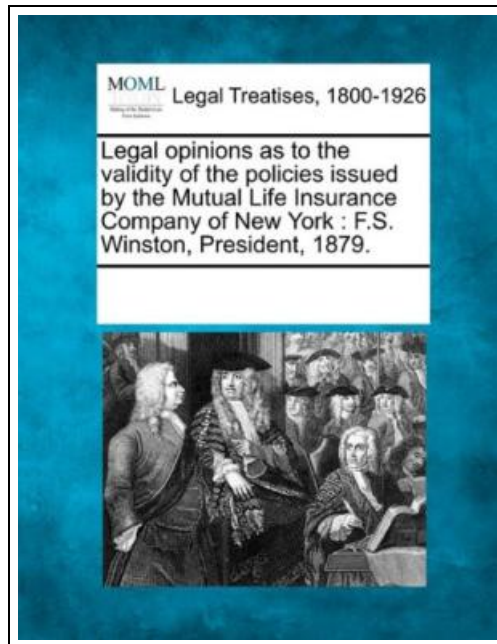 MOML
Legal Treatises, 1800-1926
Legal opinions as to the
validity of the policies issued
by the Mutual Life Insurance
Company of New York : F.S.
Winston, President, 1879.